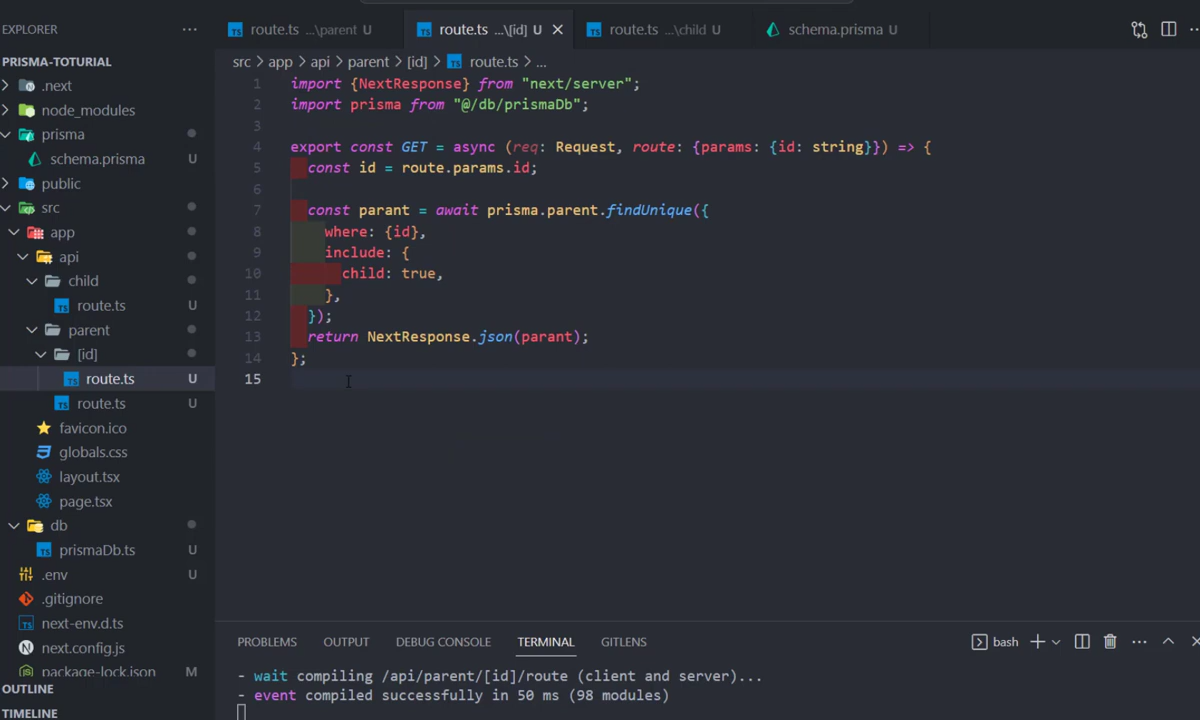 EXPLORER
route.ts ...\parent U
route.ts ...\[id] U
route.ts ...\child U
schema.prisma U
PRISMA-TOTURIAL
.next
node_modules
prisma
schema.prisma U
public
src
app
api
child
route.ts U
parent
[id]
route.ts U
route.ts U
favicon.ico
globals.css
layout.tsx
page.tsx
db
prismaDb.ts U
.env U
.gitignore
next-env.d.ts
next.config.js
package-lock.json M
OUTLINE
TIMELINE
src > app > api > parent > [id] > route.ts > ...
1 import {NextResponse} from "next/server";
2 import prisma from "@/db/prismaDb";
3
4 export const GET = async (req: Request, route: {params: {id: string}}) => {
5 const id = route.params.id;
6
7 const parant = await prisma.parent.findUnique({
8 where: {id},
9 include: {
10 child: true,
11 },
12 });
13 return NextResponse.json(parant);
14 };
15
PROBLEMS OUTPUT DEBUG CONSOLE TERMINAL GITLENS
bash
- wait compiling /api/parent/[id]/route (client and server)...
- event compiled successfully in 50 ms (98 modules)